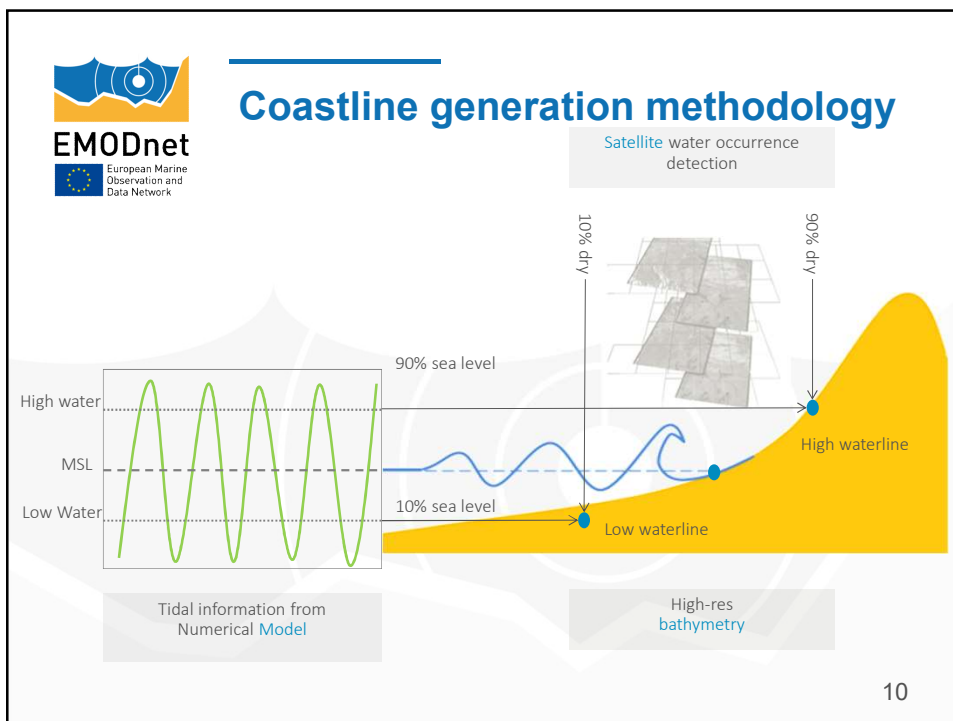 EMODnet
European Marine
Observation and
Data Network
Coastline generation methodology
Satellite water occurrence
detection
10% dry
90% dry
90% sea level
High water
High waterline
MSL
10% sea level
Low Water
Low waterline
Tidal information from
Numerical Model
High-res
bathymetry
10